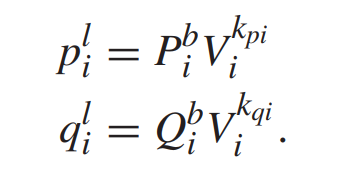 p_i^l = P_i^b V_i^{k_{pi}}
q_i^l = Q_i^b V_i^{k_{qi}}.